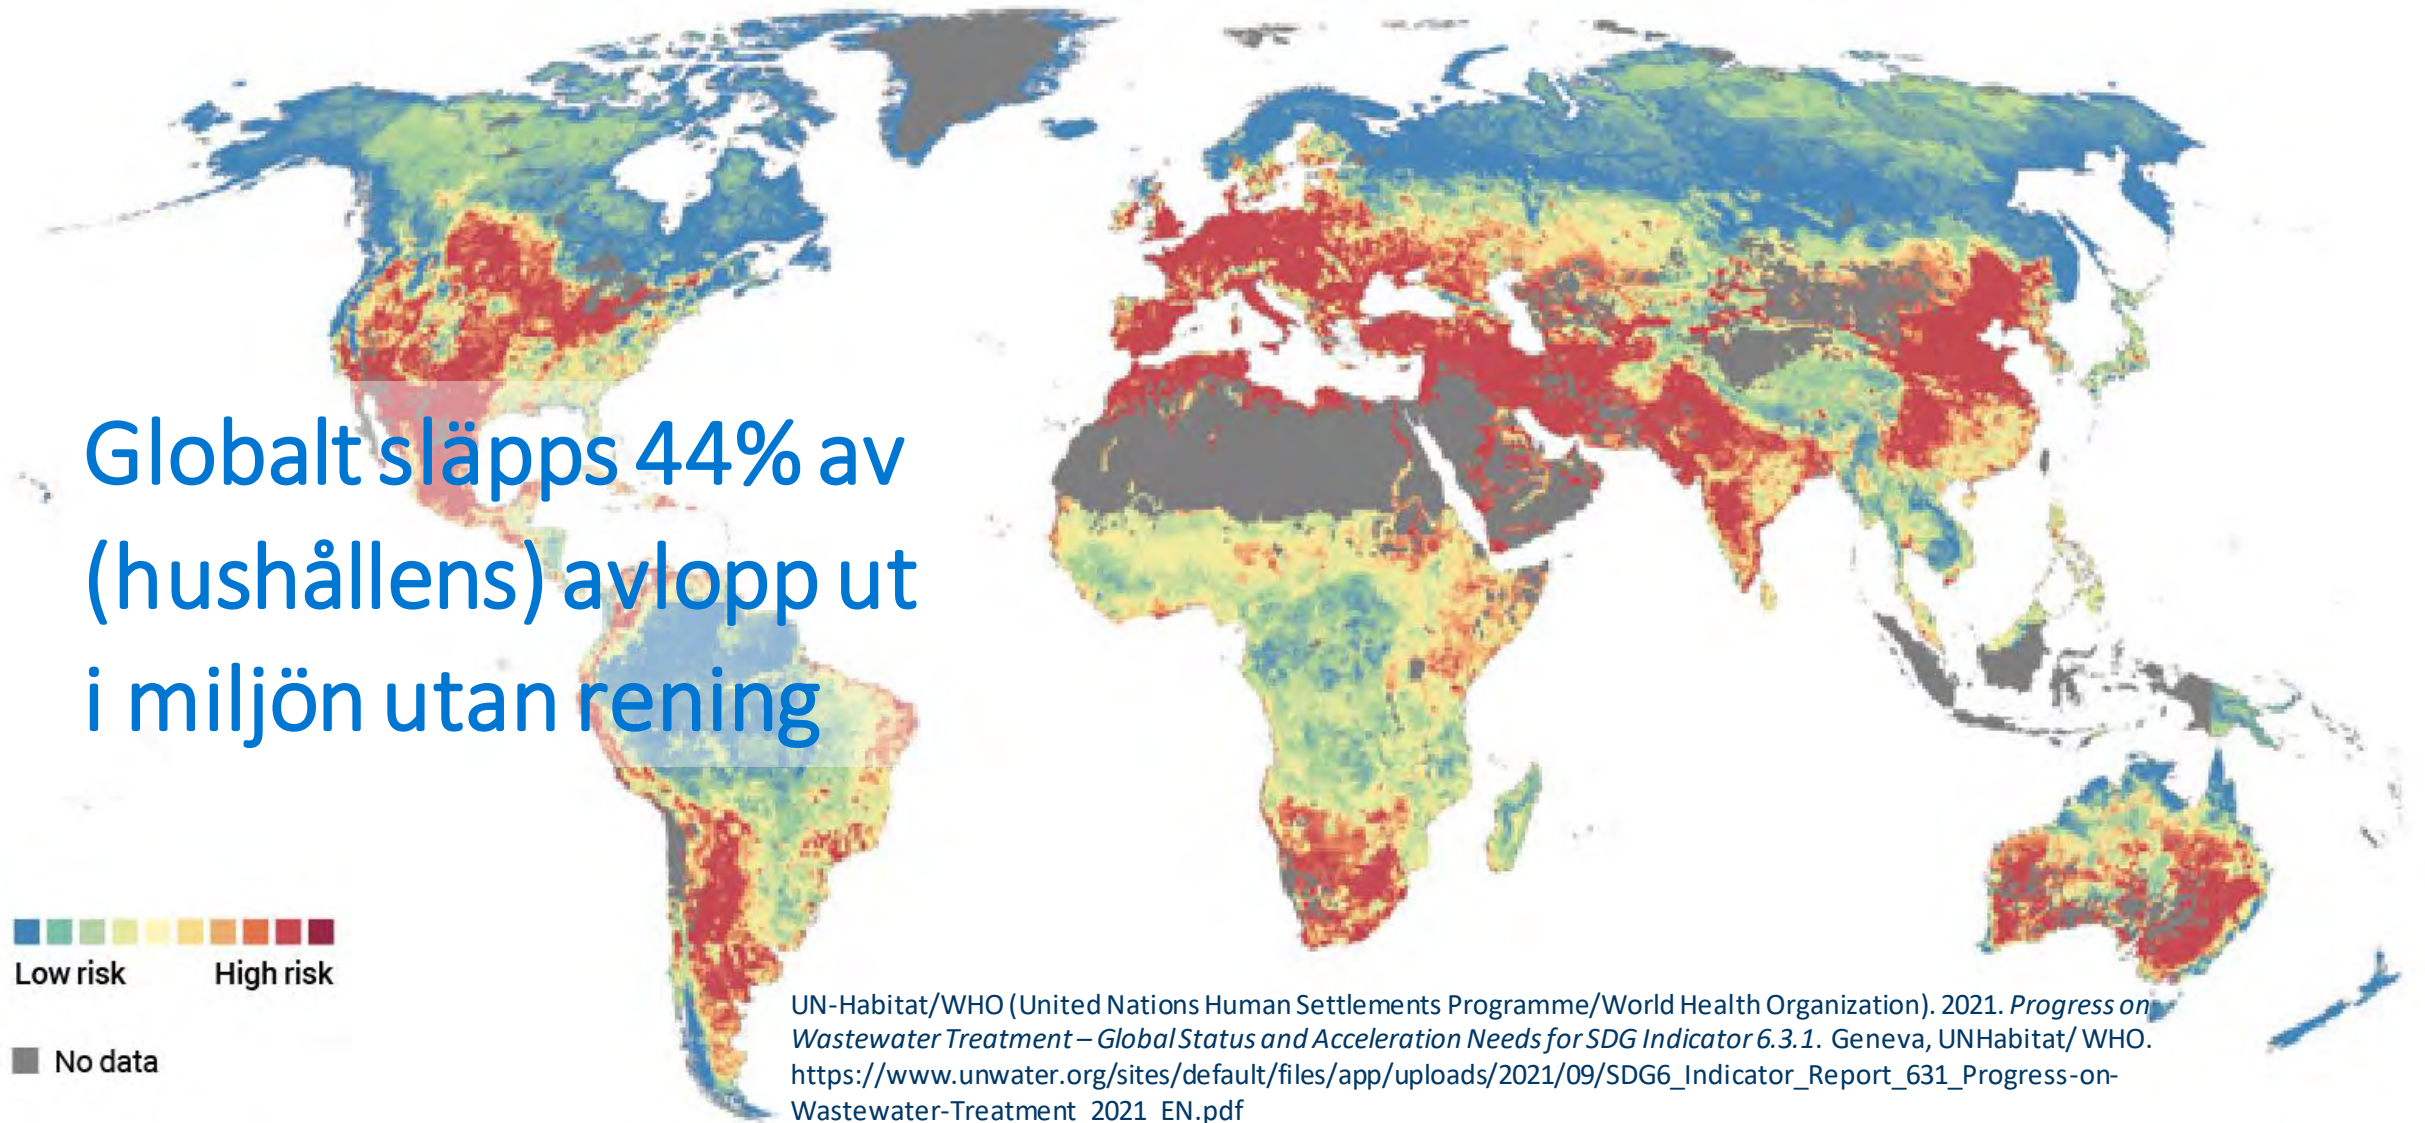 Globalt släpps 44% av
(hushållens) avlopp ut
i miljön utan rening
Low risk High risk
No data
UN-Habitat/WHO (United Nations Human Settlements Programme/World Health Organization). 2021. Progress on
Wastewater Treatment – Global Status and Acceleration Needs for SDG Indicator 6.3.1. Geneva, UNHabitat/ WHO.
https://www.unwater.org/sites/default/files/app/uploads/2021/09/SDG6_Indicator_Report_631_Progress-on-
Wastewater-Treatment_2021_EN.pdf